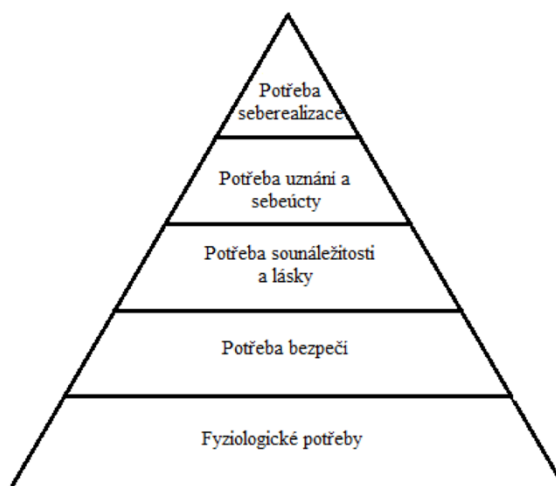 Potřeba
seberealizace
Potřeba uznání a
sebeúcty
Potřeba sounáležitosti
a lásky
Potřeba bezpečí
Fyziologické potřeby